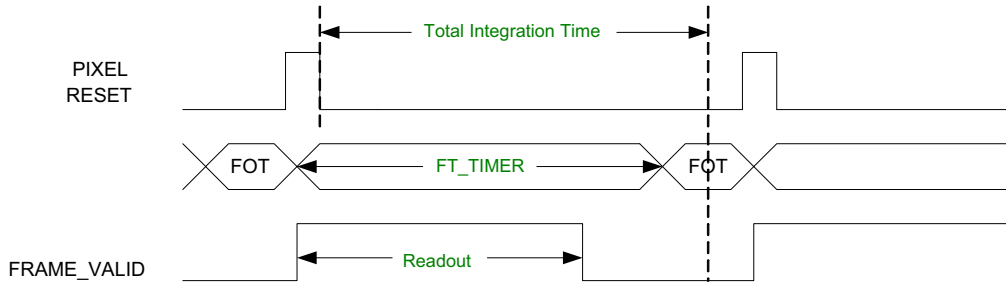 Total Integration Time
PIXEL
RESET
FOT
FT_TIMER
FOT
FRAME_VALID
Readout